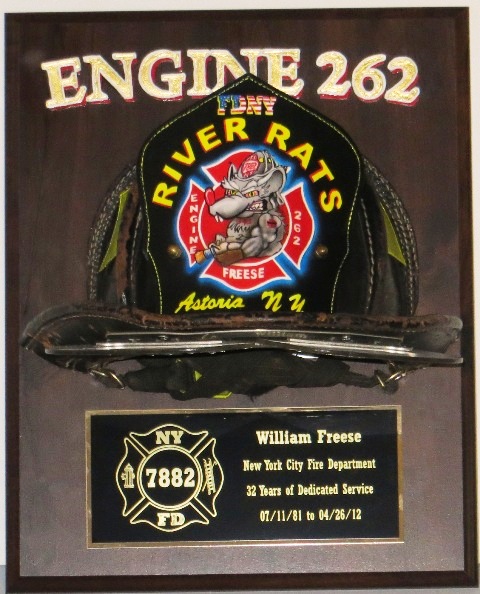 ENGINE 262
FDNY
RIVER RATS
ENGINE
262
FREESE
Astoria NY
NY
7882
FD
William Freese
New York City Fire Department
32 Years of Dedicated Service
07/11/81 to 04/26/12